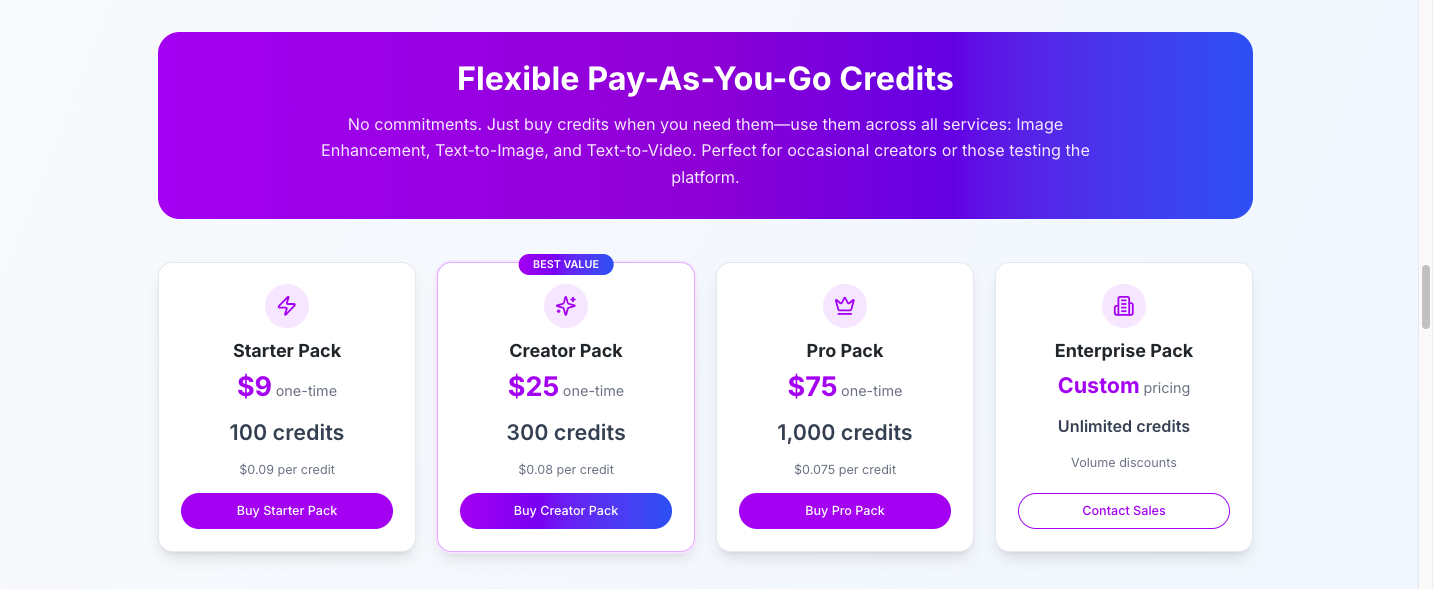 Flexible Pay-As-You-Go Credits
No commitments. Just buy credits when you need them—use them across all services: Image
Enhancement, Text-to-Image, and Text-to-Video. Perfect for occasional creators or those testing the
platform.
Starter Pack
$9 one-time
100 credits
$0.09 per credit
Buy Starter Pack
BEST VALUE
Creator Pack
$25 one-time
300 credits
$0.08 per credit
Buy Creator Pack
Pro Pack
$75 one-time
1,000 credits
$0.075 per credit
Buy Pro Pack
Enterprise Pack
Custom pricing
Unlimited credits
Volume discounts
Contact Sales